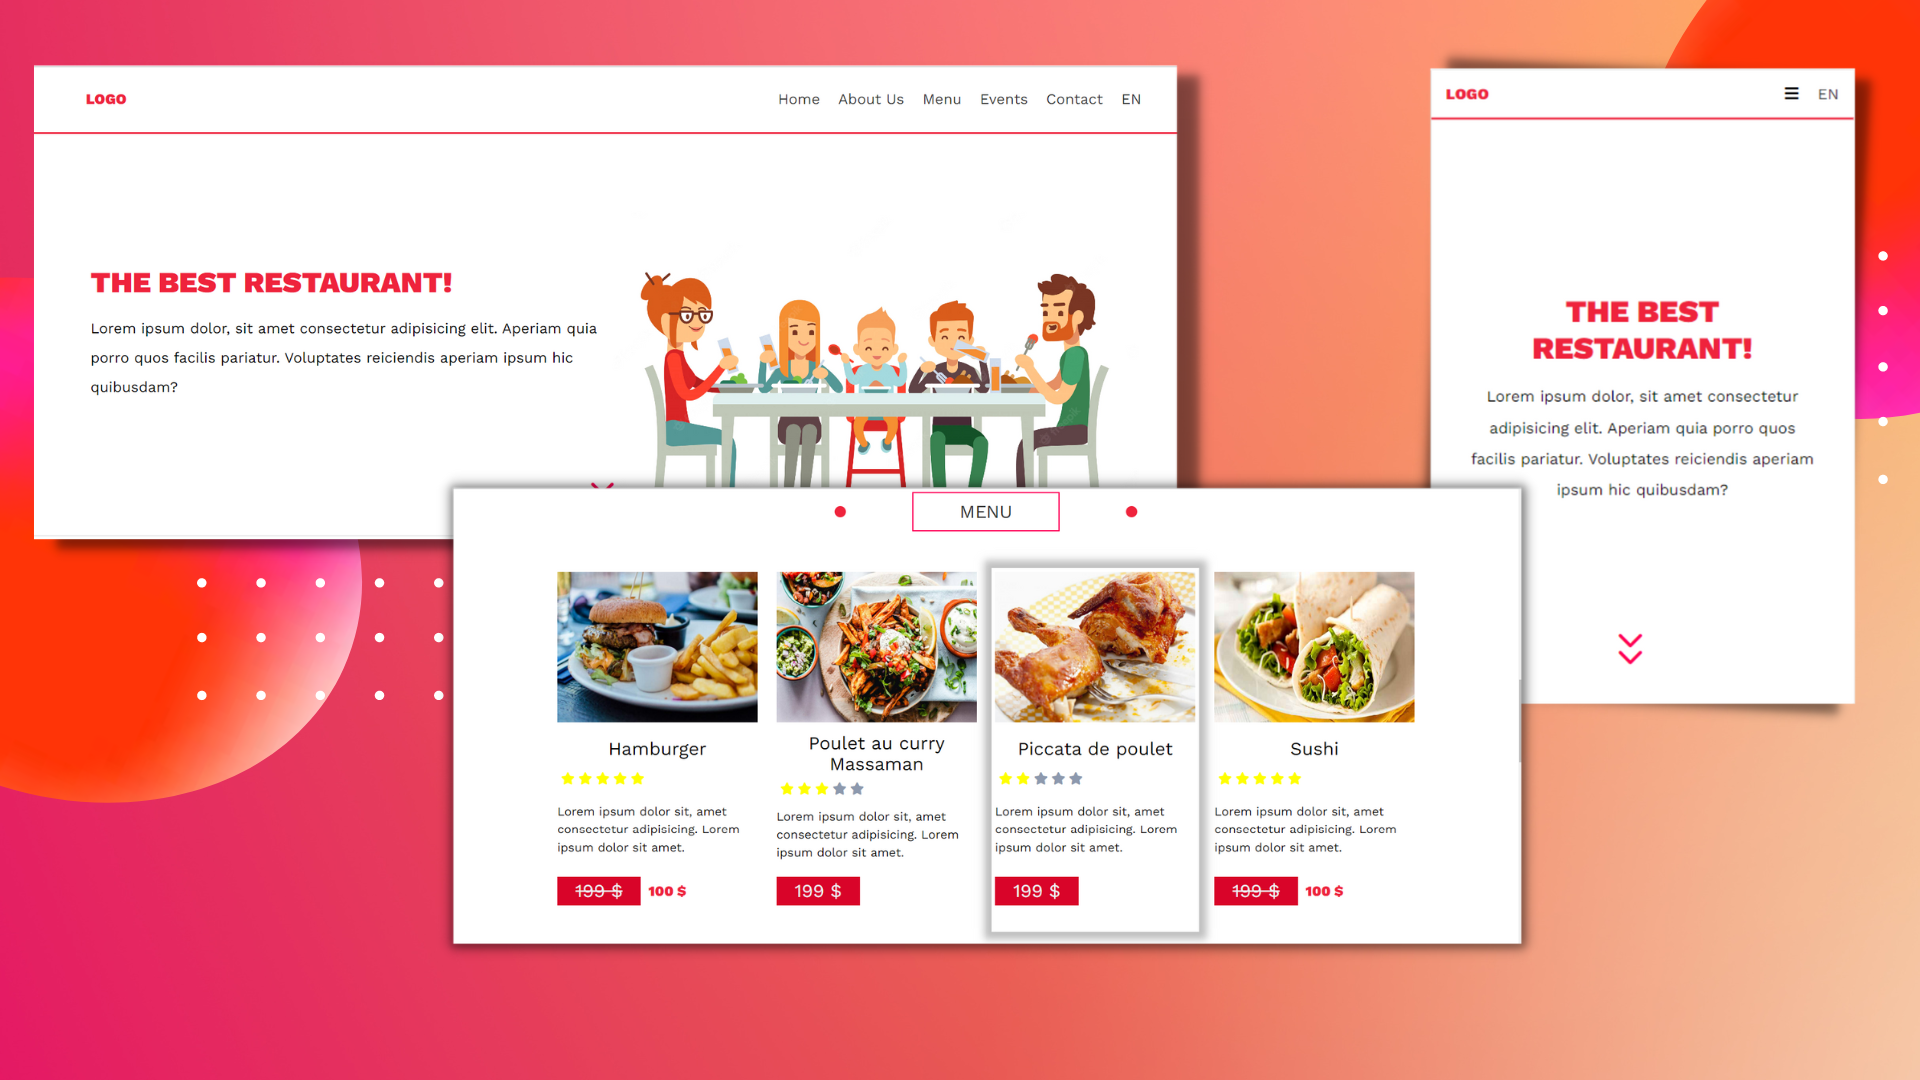 LOGO
Home About Us Menu Events Contact EN
THE BEST RESTAURANT!
Lorem ipsum dolor, sit amet consectetur adipisicing elit. Aperiam quia
porro quos facilis pariatur. Voluptates reiciendis aperiam ipsum hic
quibusdam?
LOGO
EN
THE BEST
RESTAURANT!
Lorem ipsum dolor, sit amet consectetur
adipisicing elit. Aperiam quia porro quos
facilis pariatur. Voluptates reiciendis aperiam
ipsum hic quibusdam?
MENU
Hamburger
Lorem ipsum dolor sit, amet
consectetur adipisicing. Lorem
ipsum dolor sit amet.
199 $ 100 $
Poulet au curry
Massaman
Lorem ipsum dolor sit, amet
consectetur adipisicing. Lorem
ipsum dolor sit amet.
199 $
Piccata de poulet
Lorem ipsum dolor sit, amet
consectetur adipisicing. Lorem
ipsum dolor sit amet.
199 $
Sushi
Lorem ipsum dolor sit, amet
consectetur adipisicing. Lorem
ipsum dolor sit amet.
199 $ 100 $